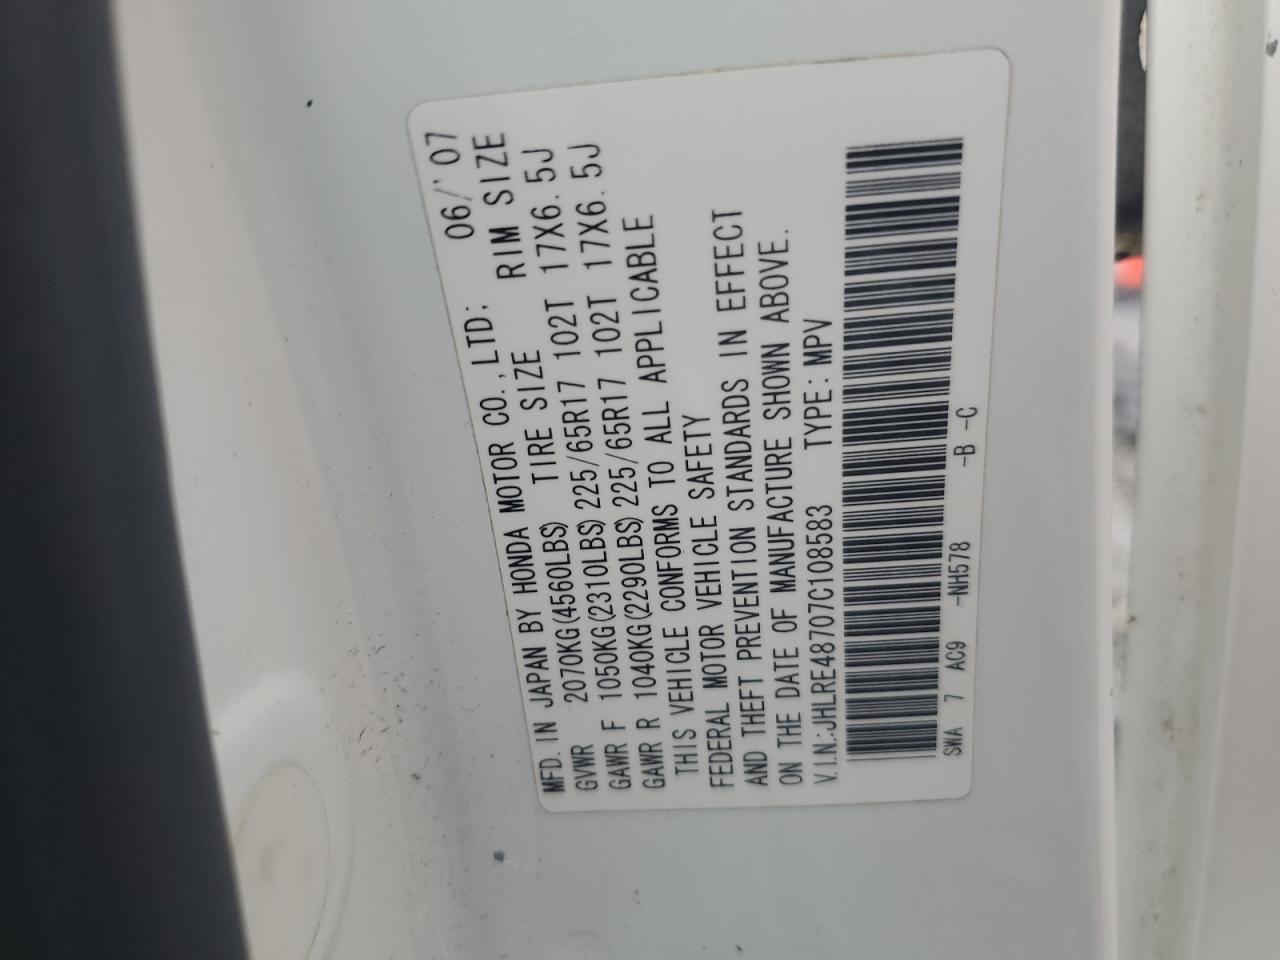 MFD. IN JAPAN BY HONDA MOTOR CO., LTD: 06/'07
GVWR 2070KG(4560LBS) TIRE SIZE RIM SIZE
GAWR F 1050KG(2310LBS) 225/65R17 102T 17X6. 5J
GAWR R 1040KG(2290LBS) 225/65R17 102T 17X6. 5J
THIS VEHICLE CONFORMS TO ALL APPLICABLE
FEDERAL MOTOR VEHICLE SAFETY
AND THEFT PREVENTION STANDARDS IN EFFECT
ON THE DATE OF MANUFACTURE SHOWN ABOVE.
V.I.N.:JHLRE48707C108583 TYPE: MPV
SWA 7 AC9 -NH578 -B -C